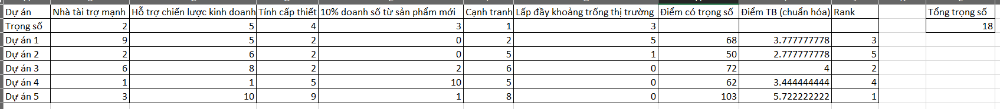 Dự án Nhà tài trợ mạnh Hỗ trợ chiến lược kinh doanh Tính cấp thiết 10% doanh số từ sản phẩm mới Cạnh tranh Lấp đầy khoảng trống thị trường Điểm có trọng số Điểm TB (chuẩn hóa) Rank Tổng trọng số
Trọng số 2 5 4 3 1 3 18
Dự án 1 9 5 2 0 2 5 68 3.777777778 3
Dự án 2 2 6 2 0 5 1 50 2.777777778 5
Dự án 3 6 8 2 2 6 0 72 4 2
Dự án 4 1 1 5 10 5 0 62 3.444444444 4
Dự án 5 3 10 9 1 8 0 103 5.722222222 1